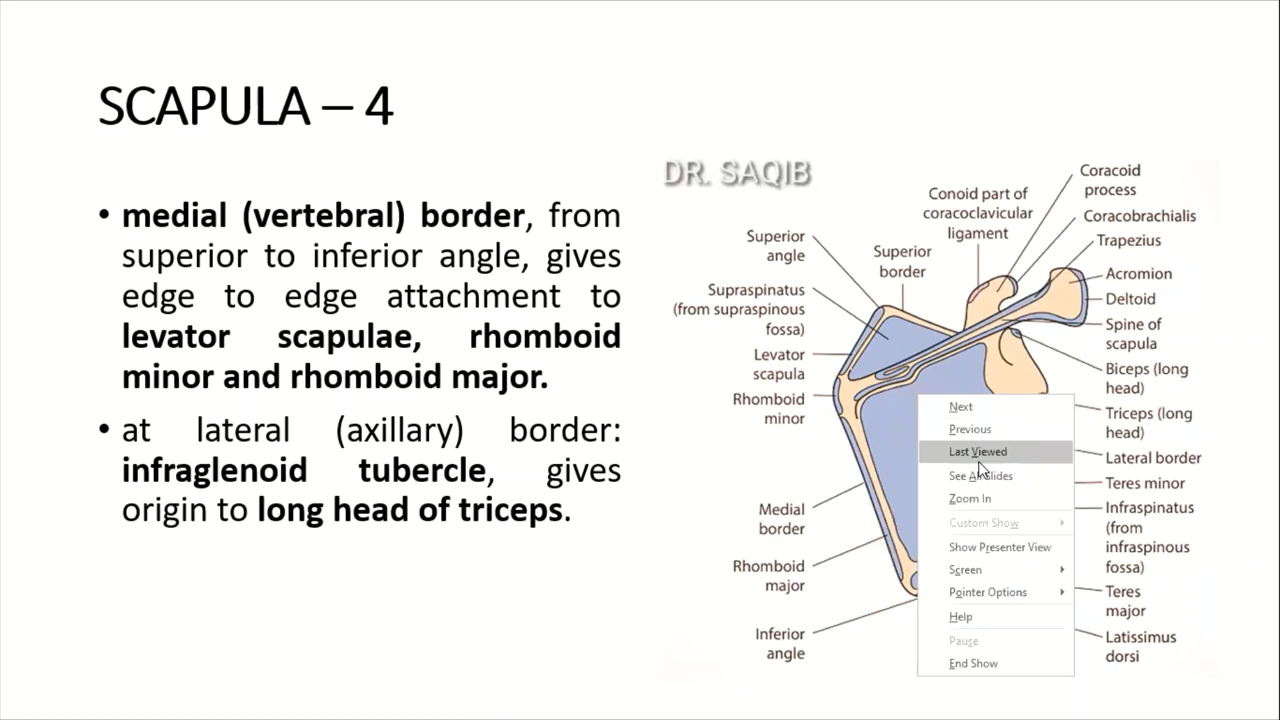 SCAPULA – 4
• medial (vertebral) border, from
superior to inferior angle, gives
edge to edge attachment to
levator scapulae, rhomboid
minor and rhomboid major.
• at lateral (axillary) border:
infraglenoid tubercle, gives
origin to long head of triceps.
DR. SAQIB
Superior
angle
Supraspinatus
(from supraspinous
fossa)
Levator
scapula
Rhomboid
minor
Medial
border
Rhomboid
major
Inferior
angle
Superior
border
Conoid part of
coracoclavicular
ligament
Coracoid
process
Coracobrachialis
Trapezius
Acromion
Deltoid
Spine of
scapula
Biceps (long
head)
Triceps (long
head)
Lateral border
Teres minor
Infraspinatus
(from
infraspinous
fossa)
Teres
major
Latissimus
dorsi
Next
Previous
Last Viewed
See All Slides
Zoom In
Custom Show
Show Presenter View
Screen
Pointer Options
Help
Pause
End Show